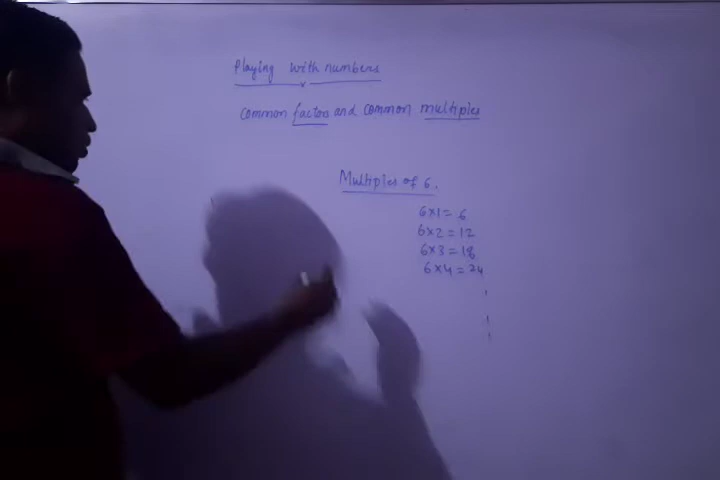 Playing with numbers
common factors and common multiples
Multiples of 6.
6×1= 6
6×2 = 12
6×3 = 18
6×4 = 24